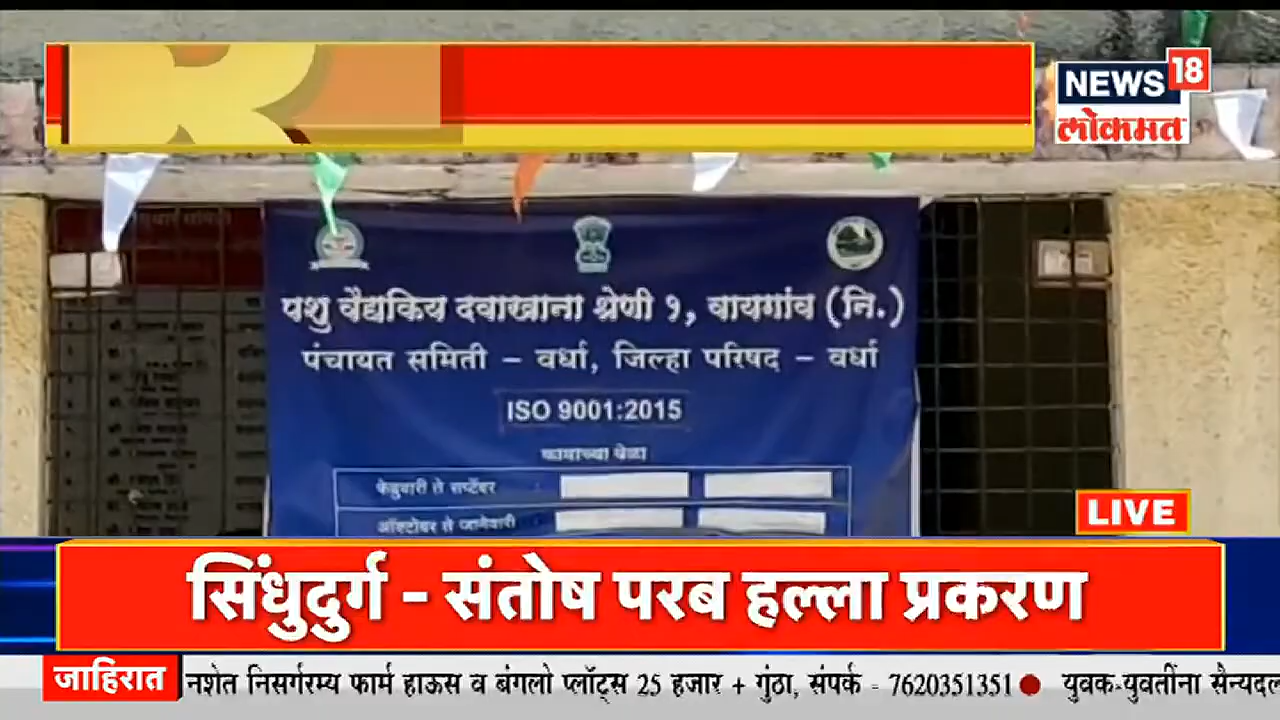 NEWS 18
लोकमत
पशु वैद्यकिय दवाखाना श्रेणी १, वायगांव (नि.)
पंचायत समिती - वर्धा, जिल्हा परिषद - वर्धा
ISO 9001:2015
कामाच्या वेळा
फेब्रुवारी ते सप्टेंबर
ऑक्टोबर ते जानेवारी
LIVE
सिंधुदुर्ग - संतोष परब हल्ला प्रकरण
जाहिरात
नशेत निसर्गरम्य फार्म हाऊस व बंगलो प्लॉट्स 25 हजार + गुंठा, संपर्क - 7620351351 ● युवक-युवतींना सैन्यदल